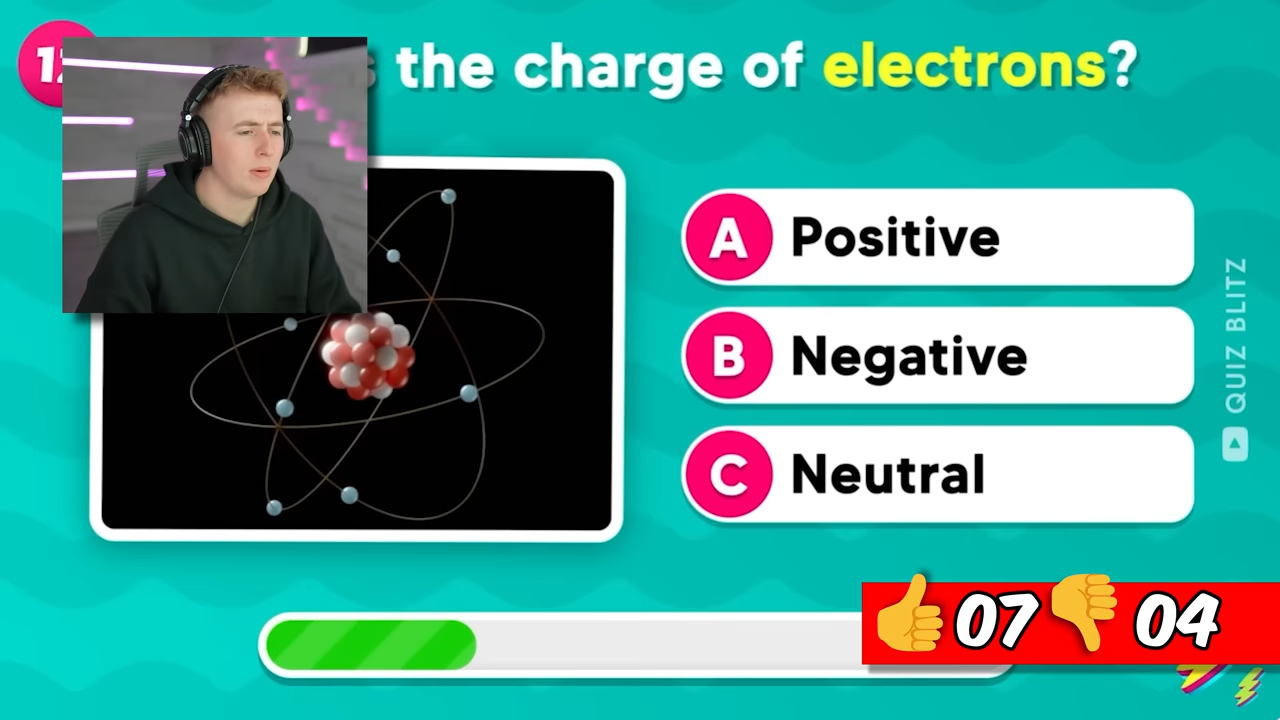 the charge of electrons?
A Positive
B Negative
C Neutral
QUIZ BLITZ
07 04